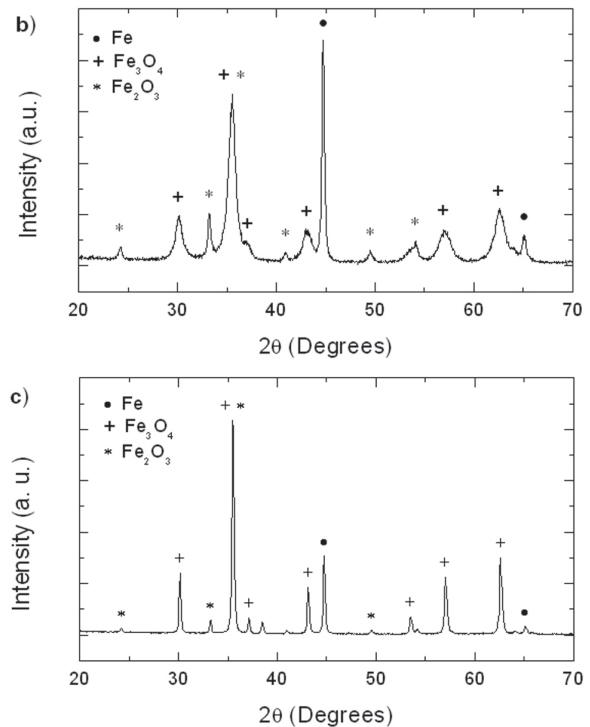 b)
● Fe
+ Fe₃O₄
* Fe₂O₃
● + * + * + + * + ● * * + + ●
Intensity (a.u.)
20 30 40 50 60 70
2θ (Degrees)
c)
● Fe
+ Fe₃O₄
* Fe₂O₃
+ *
Intensity (a. u.)
20 30 40 50 60 70
2θ (Degrees)